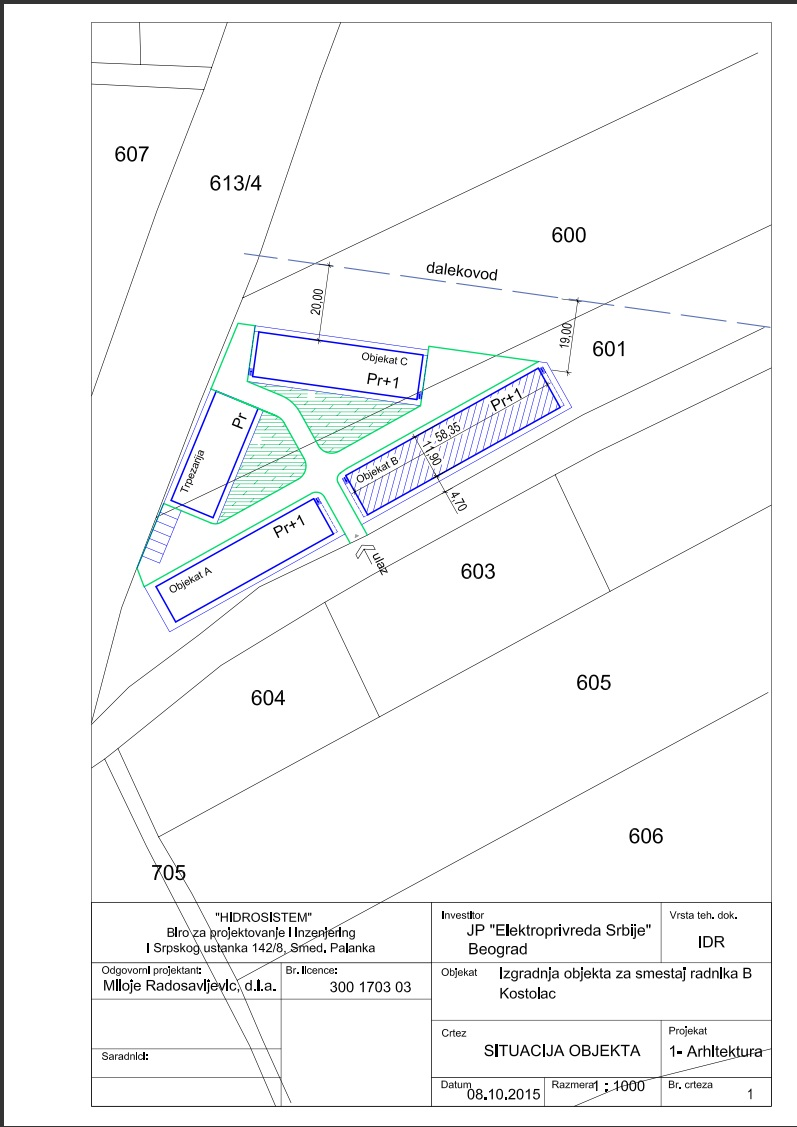 607
613/4
600
dalekovod
20,00
19,00
601
Objekat C
Pr+1
Pr
Trpezarija
Pr+1
58,35
11,90
Objekat B
4,70
Pr+1
Objekat A
ulaz
603
604
605
606
705
"HIDROSISTEM"
Biro za projektovanje i inzenjering
I Srpskog ustanka 142/8, Smed. Palanka
Odgovorni projektant:
Miloje Radosavljevic, d.i.a.
Br. licence:
300 1703 03
Saradnici:
Investitor
JP "Elektroprivreda Srbije"
Beograd
Vrsta teh. dok.
IDR
Objekat
Izgradnja objekta za smestaj radnika B
Kostolac
Crtez
SITUACIJA OBJEKTA
Projekat
1- Arhitektura
Datum
08.10.2015
Razmera
1 : 1000
Br. crteza
1